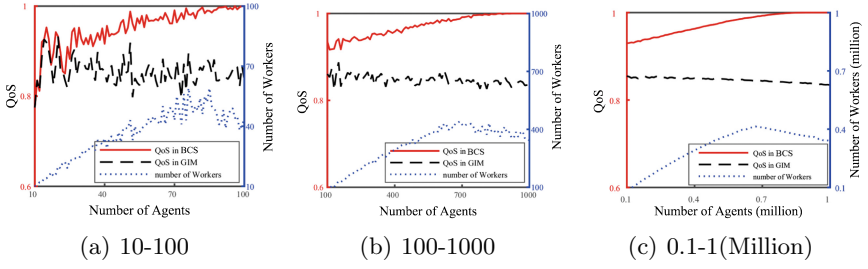 1
100
QoS
0.8
70
40
Number of Workers
QoS in BCS
QoS in GIM
number of Workers
0.6
10
10
40
70
100
Number of Agents
(a) 10-100
1
1000
QoS
0.8
700
400
Number of Workers
QoS in BCS
QoS in GIM
number of Workers
0.6
100
100
400
700
1000
Number of Agents
(b) 100-1000
1
1
QoS
0.8
0.7
0.4
Number of Workers (million)
QoS in BCS
QoS in GIM
number of Workers
0.6
0.1
0.1
0.4
0.7
1
Number of Agents (million)
(c) 0.1-1(Million)